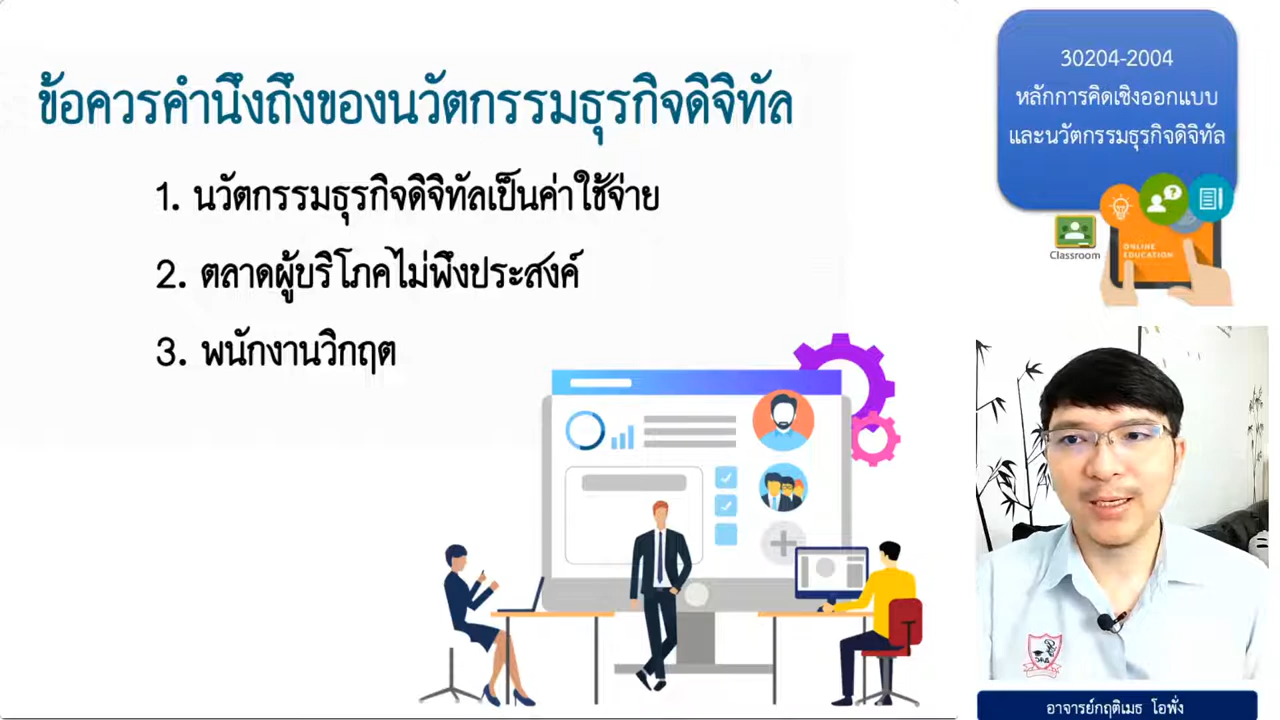 ข้อควรคำนึงถึงของนวัตกรรมธุรกิจดิจิทัล
1. นวัตกรรมธุรกิจดิจิทัลเป็นค่าใช้จ่าย
2. ตลาดผู้บริโภคไม่พึงประสงค์
3. พนักงานวิกฤต
30204-2004
หลักการคิดเชิงออกแบบ
และนวัตกรรมธุรกิจดิจิทัล
Classroom
ONLINE
EDUCATION
อาจารย์กฤติเมธ โอพั่ง